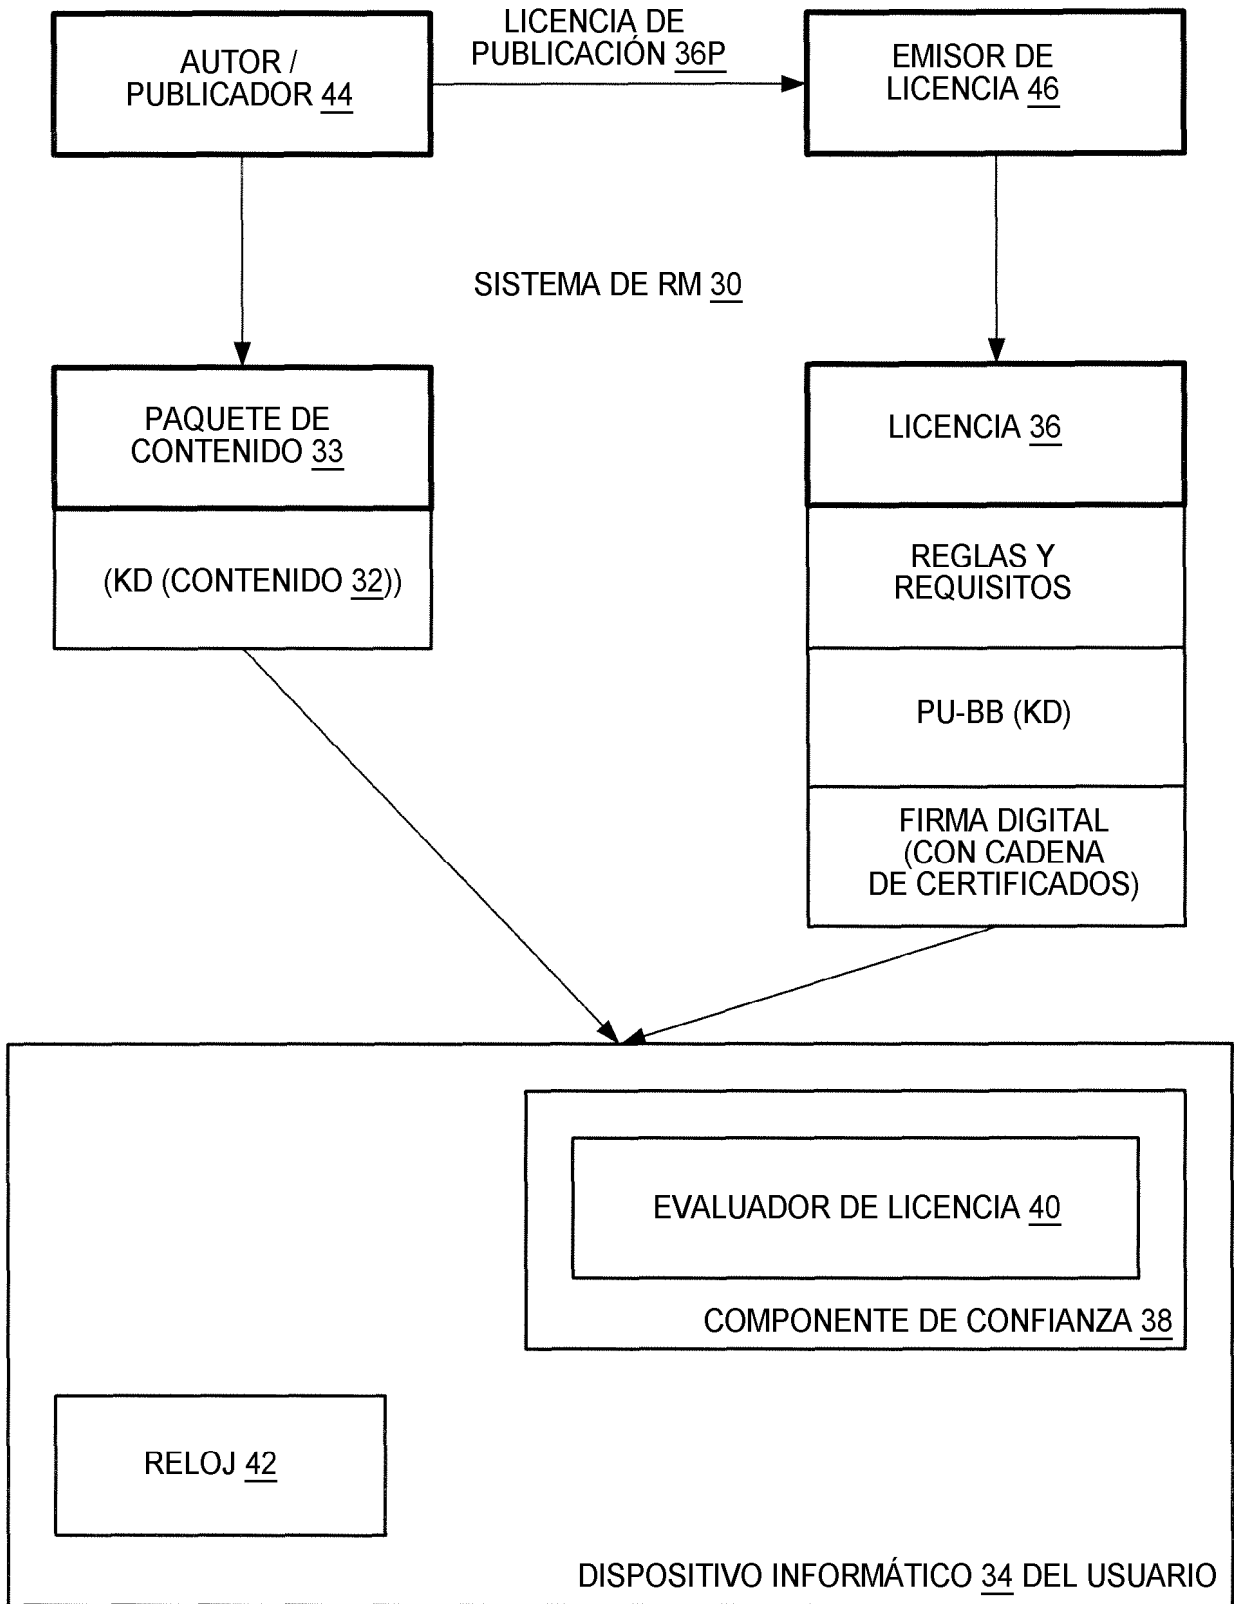 LICENCIA DE
PUBLICACIÓN 36P
AUTOR /
PUBLICADOR 44
EMISOR DE
LICENCIA 46
SISTEMA DE RM 30
PAQUETE DE
CONTENIDO 33
(KD (CONTENIDO 32))
LICENCIA 36
REGLAS Y
REQUISITOS
PU-BB (KD)
FIRMA DIGITAL
(CON CADENA
DE CERTIFICADOS)
EVALUADOR DE LICENCIA 40
COMPONENTE DE CONFIANZA 38
RELOJ 42
DISPOSITIVO INFORMÁTICO 34 DEL USUARIO